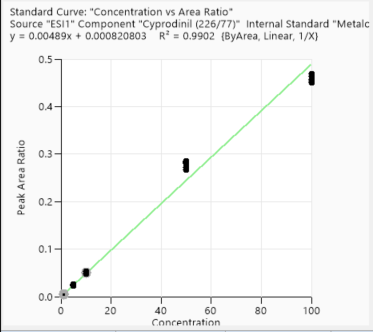 Standard Curve: "Concentration vs Area Ratio"
Source "ESI1" Component "Cyprodinil (226/77)" Internal Standard "Metalc
y = 0.00489x + 0.000820803 R² = 0.9902 {ByArea, Linear, 1/X}
0.5
0.4
0.3
0.2
0.1
0.0
Peak Area Ratio
0 20 40 60 80 100
Concentration